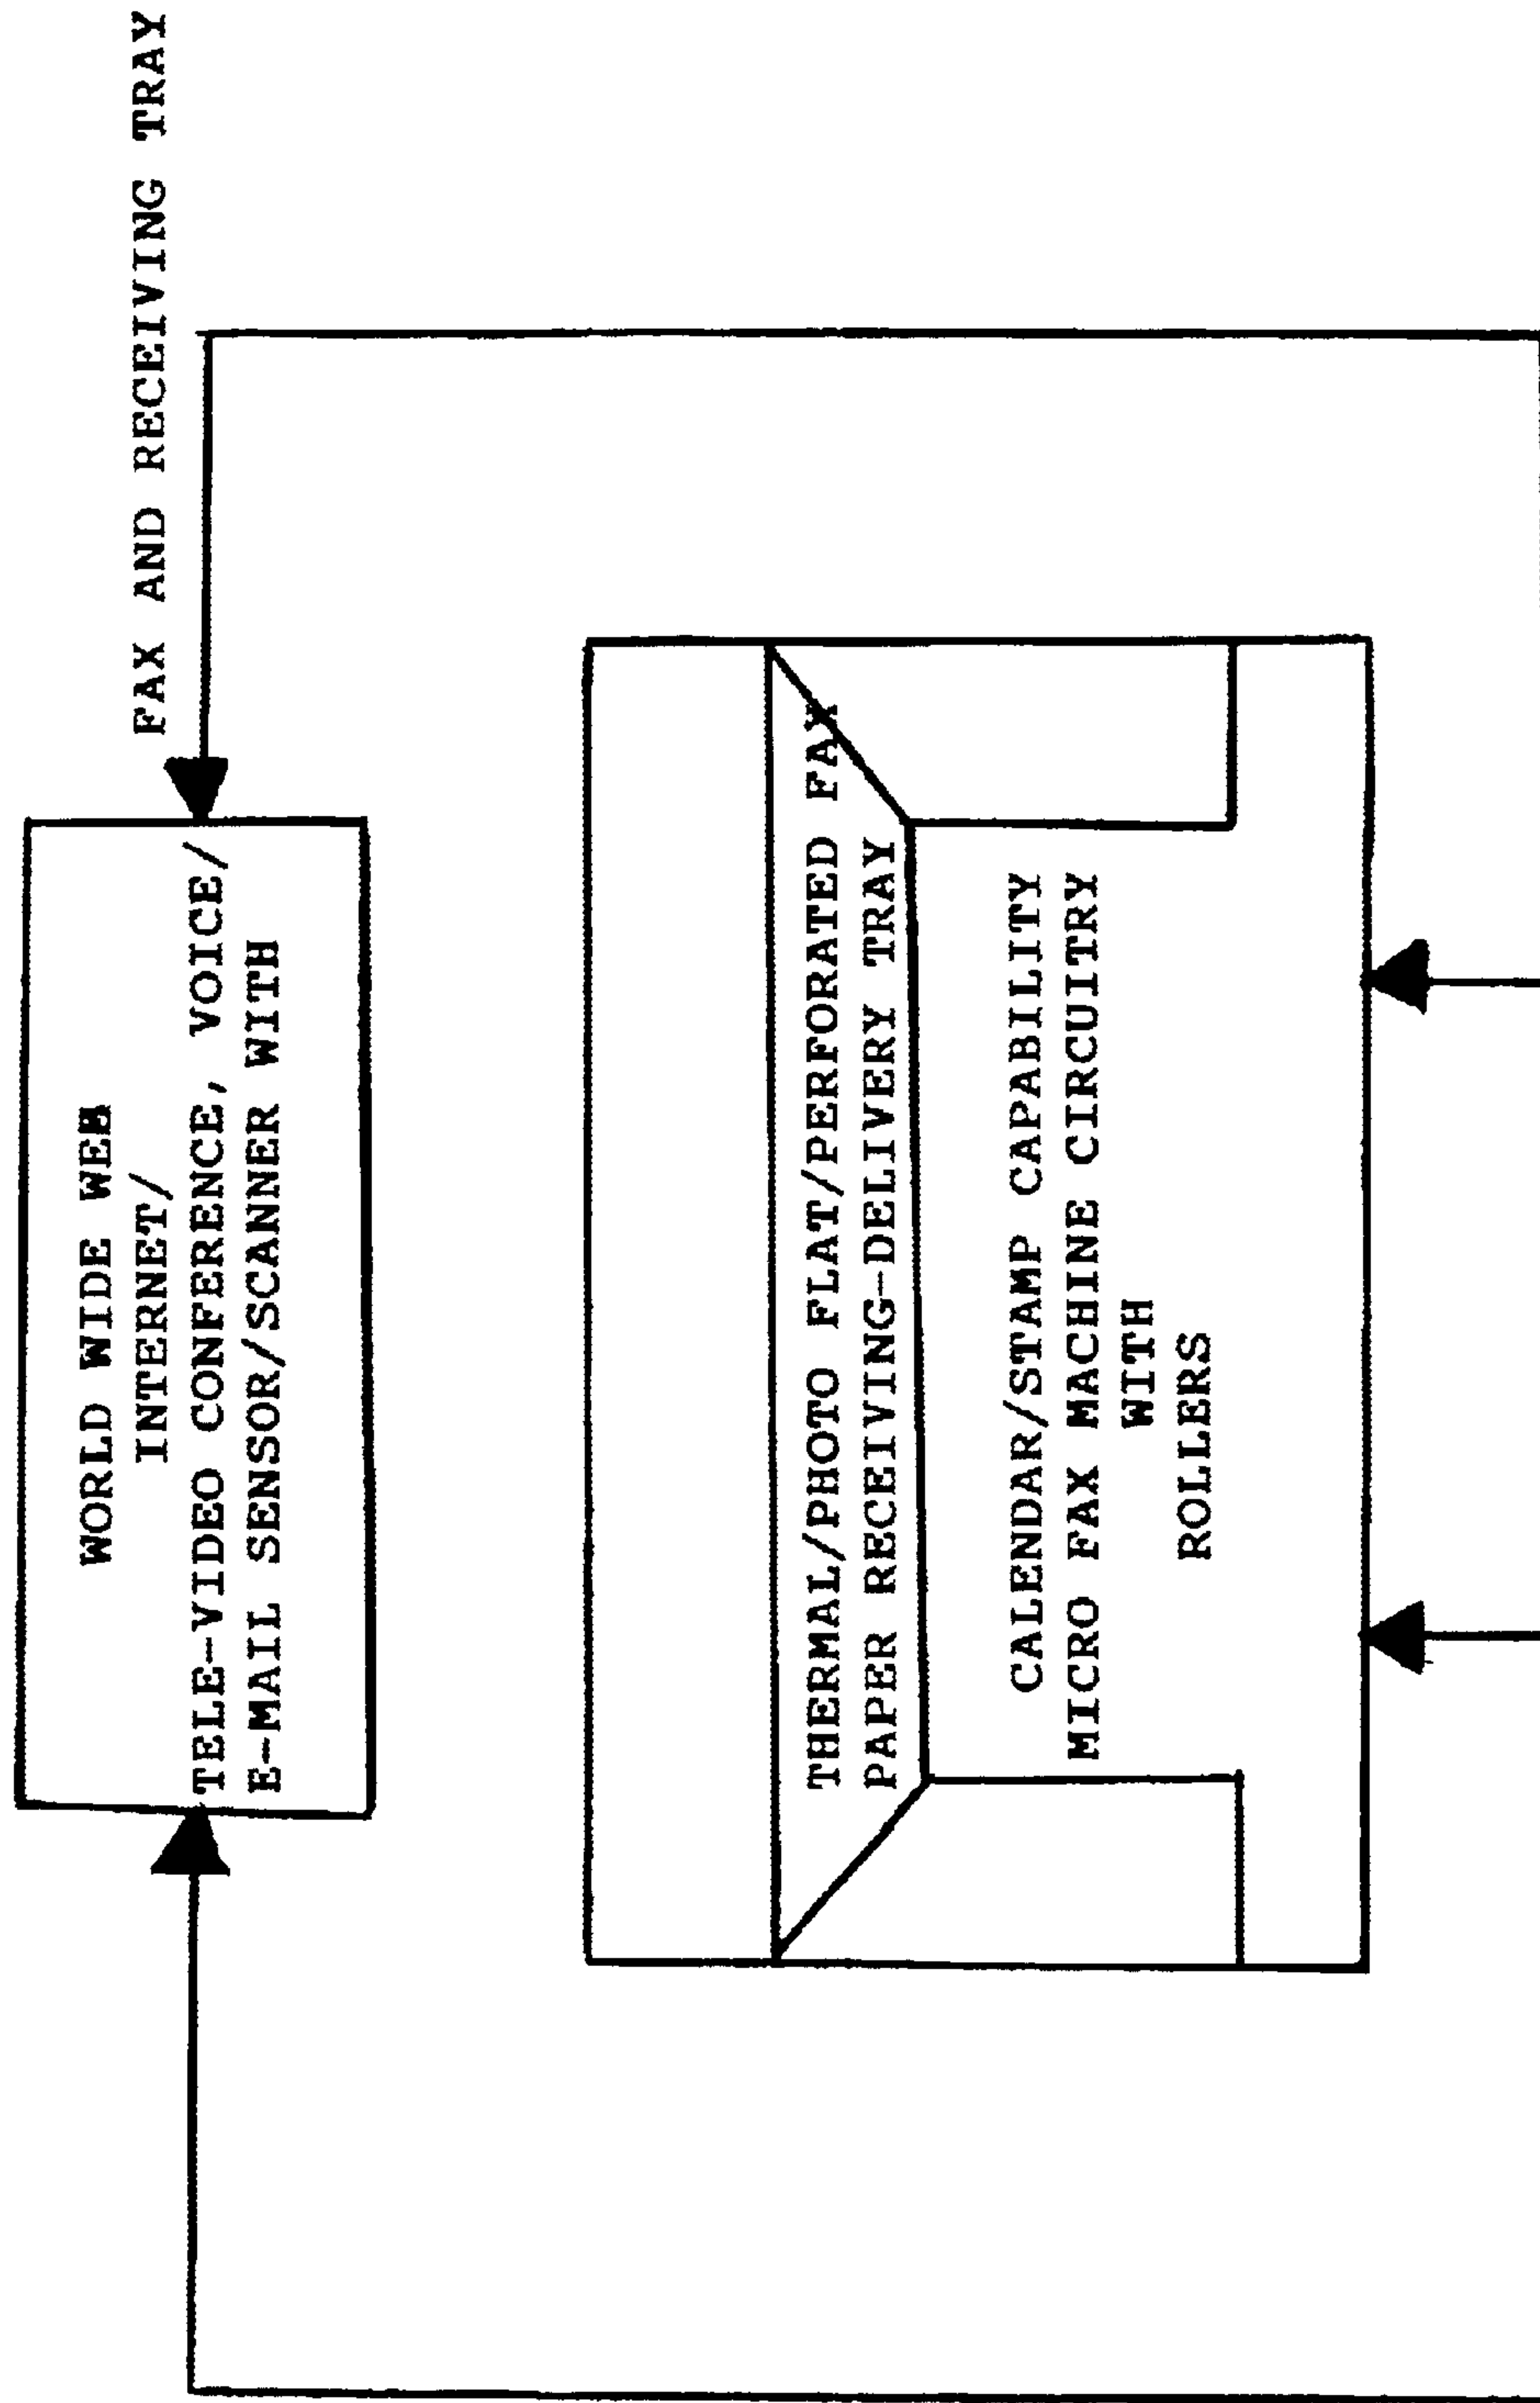 WORLD WIDE WEB
INTERNET/
TELE-VIDEO CONFERENCE, VOICE/
E-MAIL SENSOR/SCANNER WITH
FAX AND RECEIVING TRAY
THERMAL/PHOTO FLAT/PERFORATED FAX
PAPER RECEIVING-DELIVERY TRAY
CALENDAR/STAMP CAPABILITY
MICRO FAX MACHINE CIRCUITRY
WITH
ROLLERS